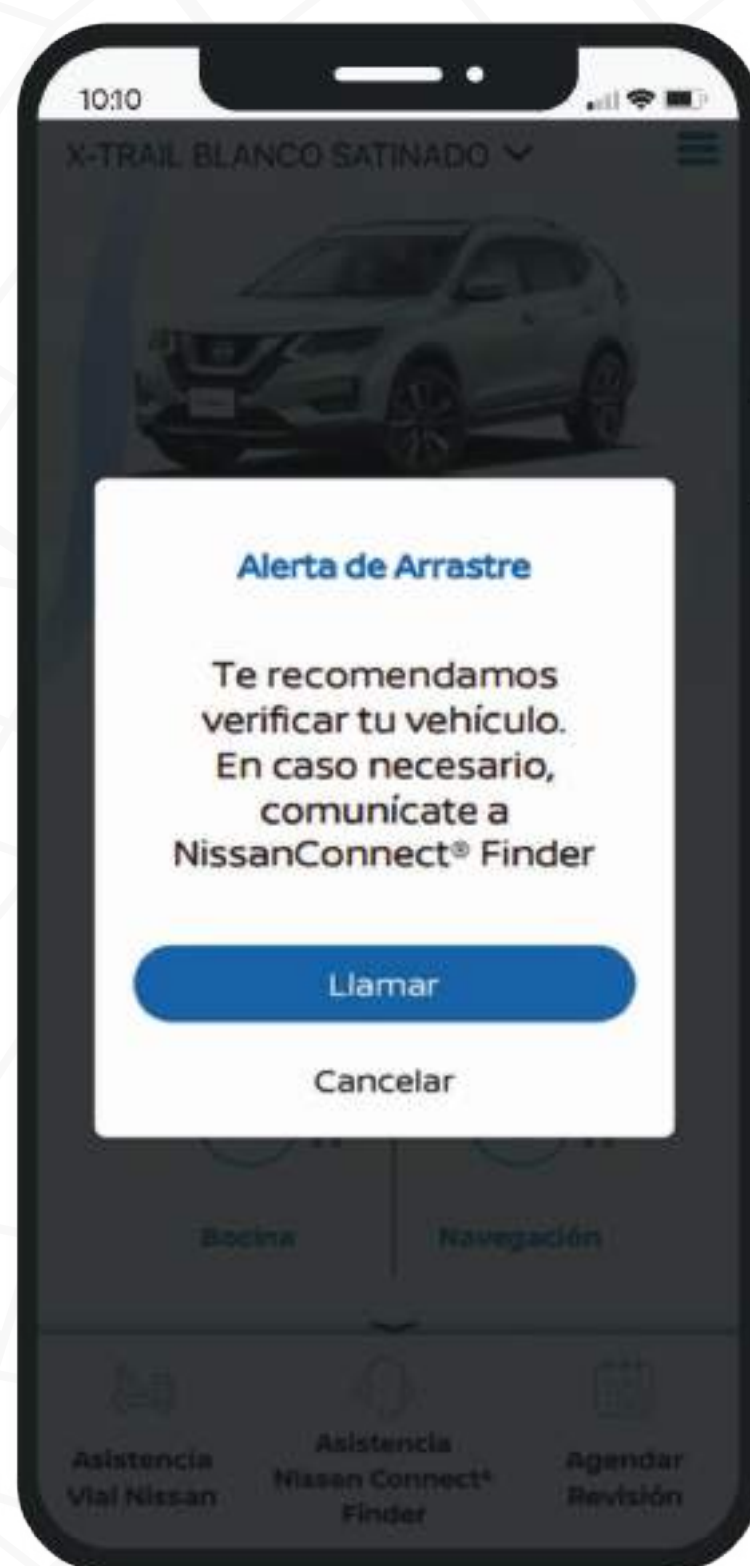 10:10
X-TRAIL BLANCO SATINADO
Alerta de Arrastre
Te recomendamos
verificar tu vehículo.
En caso necesario,
comunícate a
NissanConnect® Finder
Llamar
Cancelar
Bocina
Navegación
Asistencia
Vial Nissan
Asistencia
Nissan Connect®
Finder
Agendar
Revisión